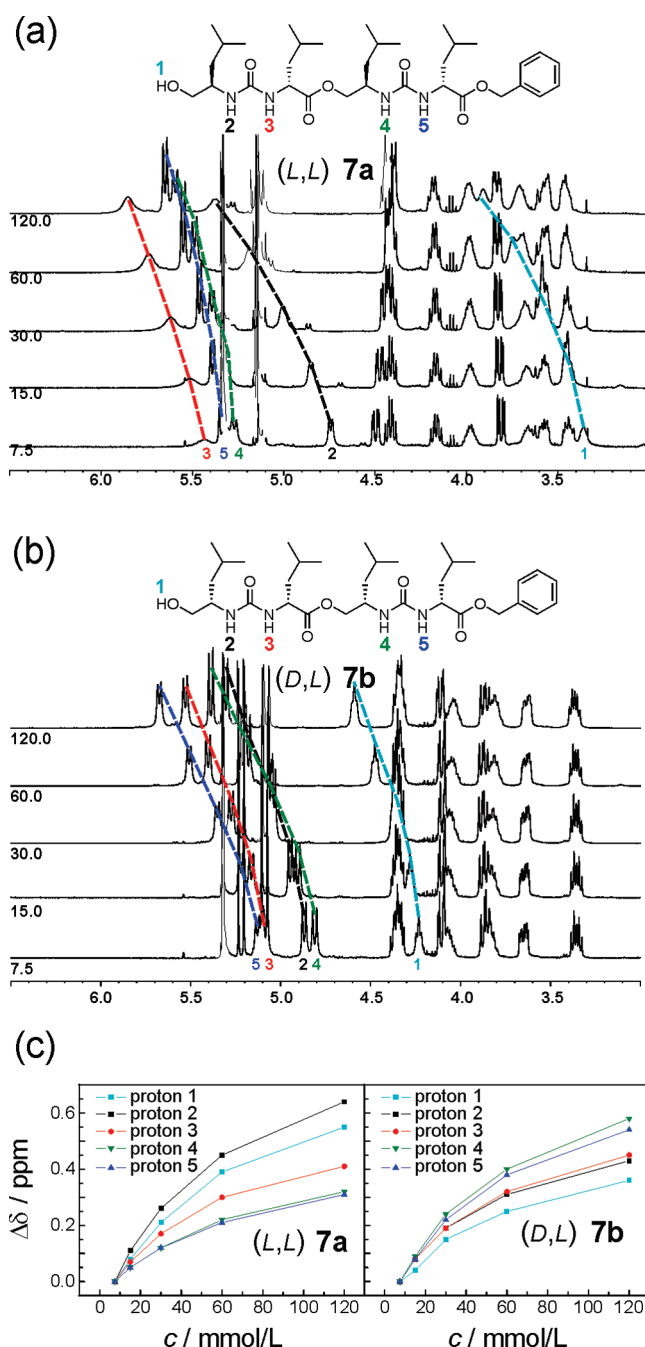 (a)
1
HO
O
N
H
N
H
O
O
O
N
H
N
H
O
O
2 3 4 5
(L,L) 7a
120.0
60.0
30.0
15.0
7.5
3 5 4 2 1
6.0 5.5 5.0 4.5 4.0 3.5
(b)
1
HO
O
N
H
N
H
O
O
O
N
H
N
H
O
O
2 3 4 5
(D,L) 7b
120.0
60.0
30.0
15.0
7.5
5 3 2 4 1
6.0 5.5 5.0 4.5 4.0 3.5
(c)
Δδ / ppm
0.6
0.4
0.2
0.0
proton 1
proton 2
proton 3
proton 4
proton 5
(L,L) 7a
0 20 40 60 80 100 120
c / mmol/L
proton 1
proton 2
proton 3
proton 4
proton 5
(D,L) 7b
0 20 40 60 80 100 120
c / mmol/L